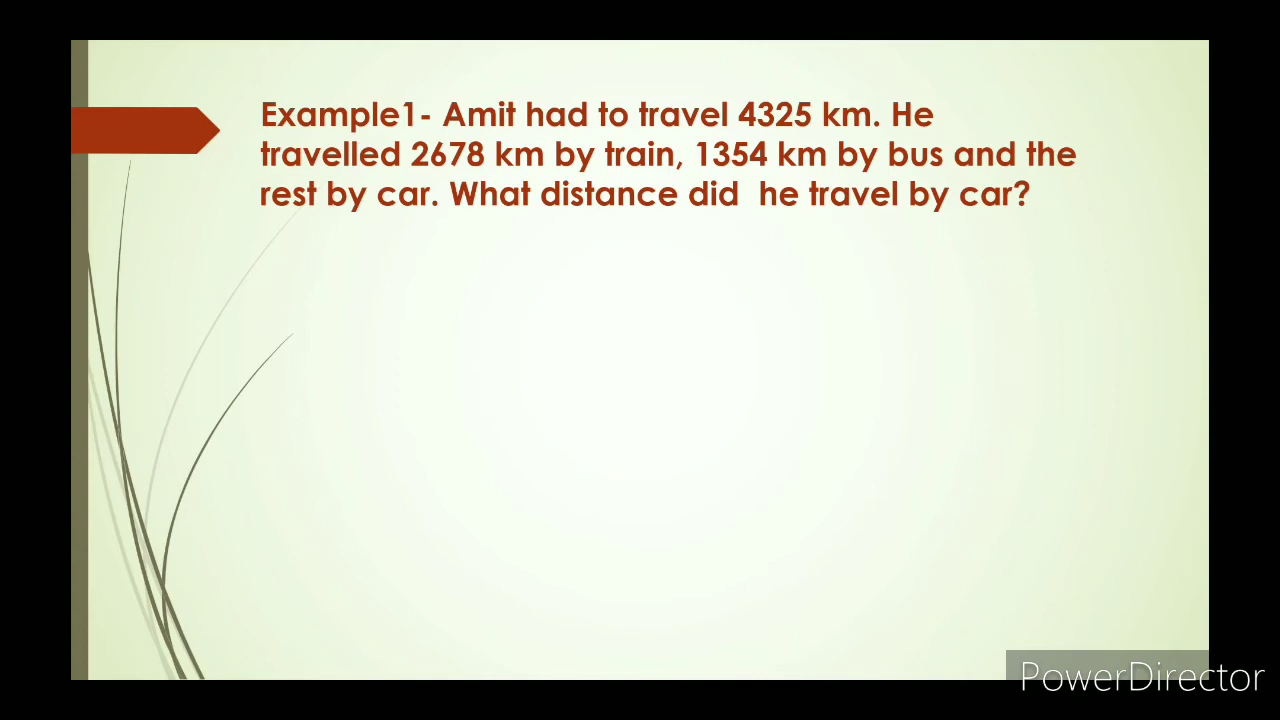 Example1- Amit had to travel 4325 km. He
travelled 2678 km by train, 1354 km by bus and the
rest by car. What distance did  he travel by car?
PowerDirector